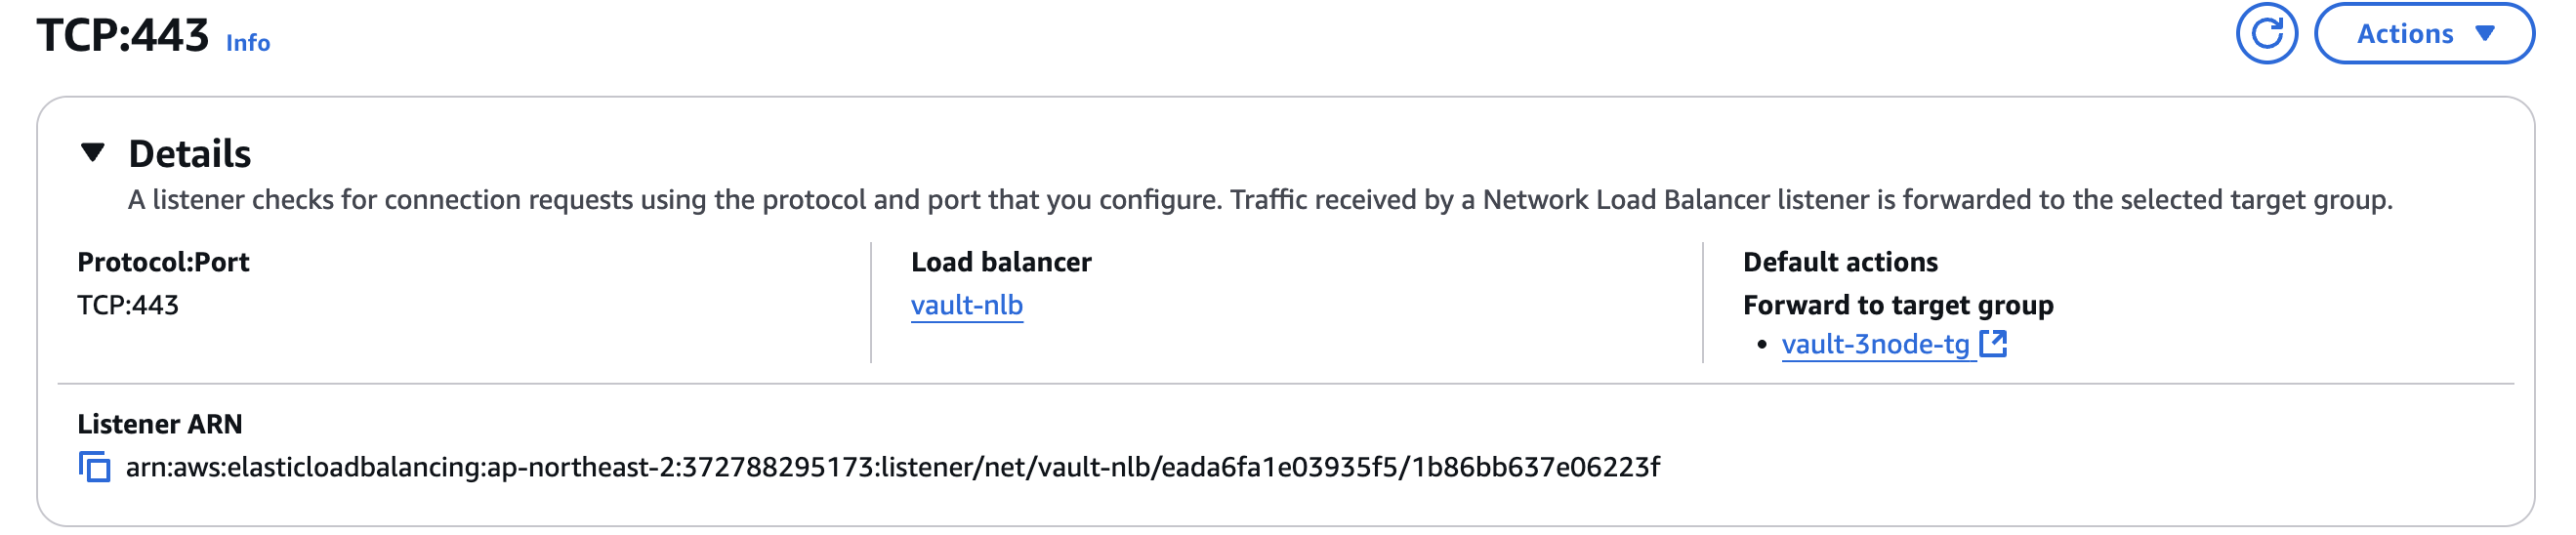 TCP:443 Info
Actions
Details
A listener checks for connection requests using the protocol and port that you configure. Traffic received by a Network Load Balancer listener is forwarded to the selected target group.
Protocol:Port
TCP:443
Load balancer
vault-nlb
Default actions
Forward to target group
• vault-3node-tg
Listener ARN
arn:aws:elasticloadbalancing:ap-northeast-2:372788295173:listener/net/vault-nlb/eada6fa1e03935f5/1b86bb637e06223f